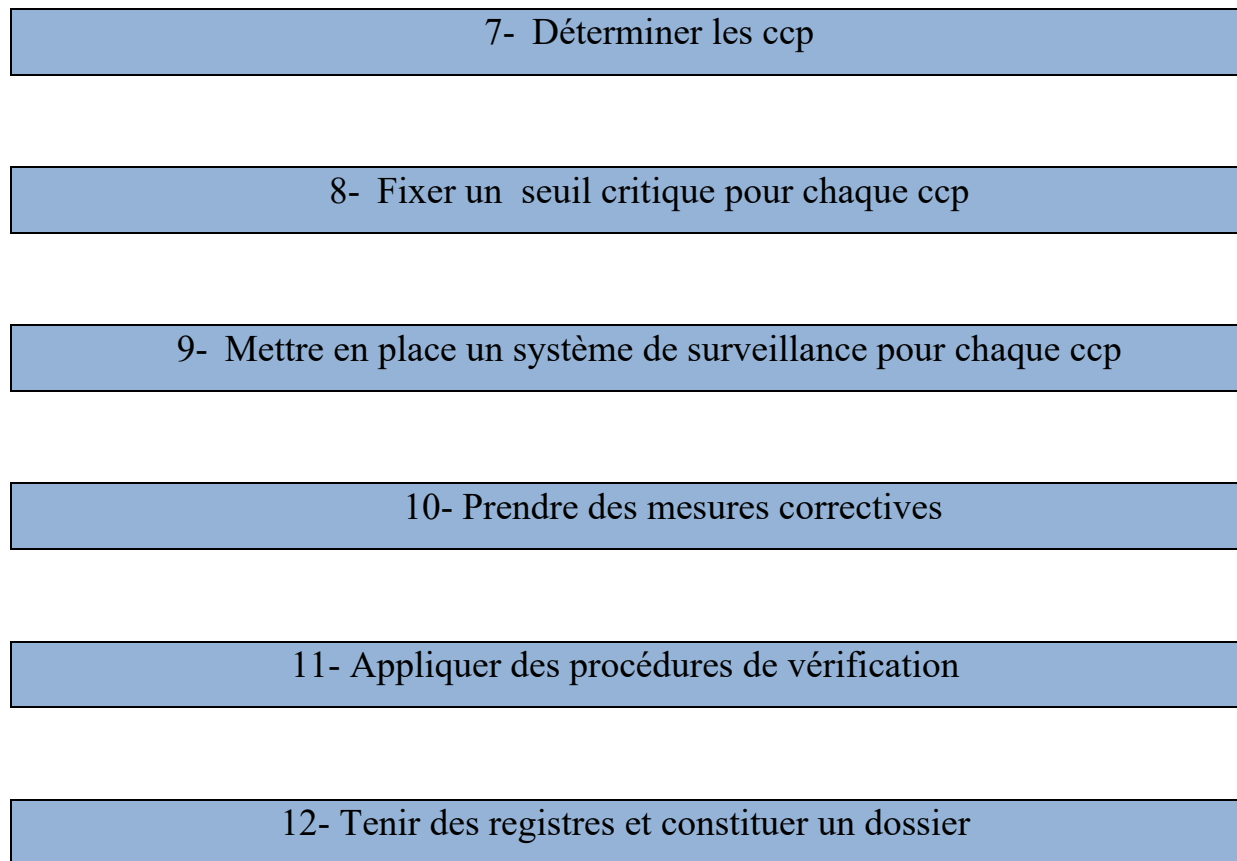 7- Déterminer les ccp
8- Fixer un seuil critique pour chaque ccp
9- Mettre en place un système de surveillance pour chaque ccp
10- Prendre des mesures correctives
11- Appliquer des procédures de vérification
12- Tenir des registres et constituer un dossier